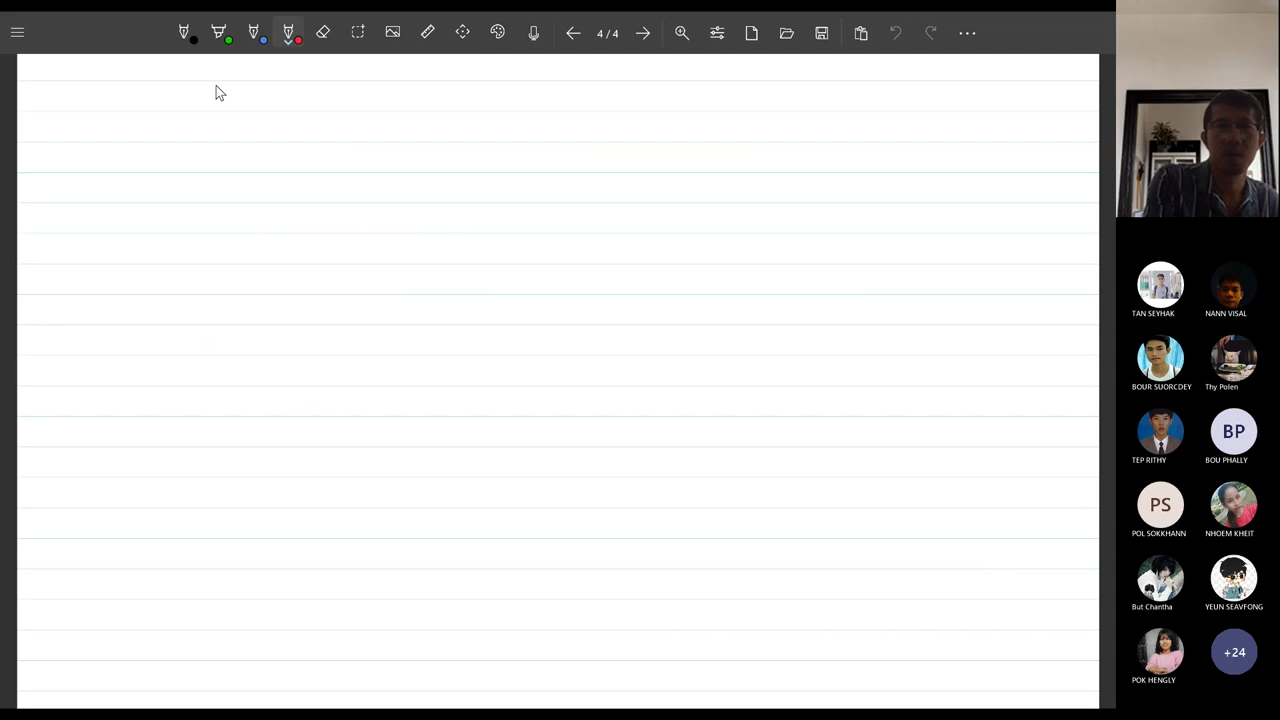 4 / 4
TAN SEYHAK
NANN VISAL
BOUR SUORCDEY
Thy Polen
TEP RITHY
BP
BOU PHALLY
PS
POL SOKKHANN
NHOEM KHEIT
But Chantha
YEUN SEAVFONG
POK HENGLY
+24